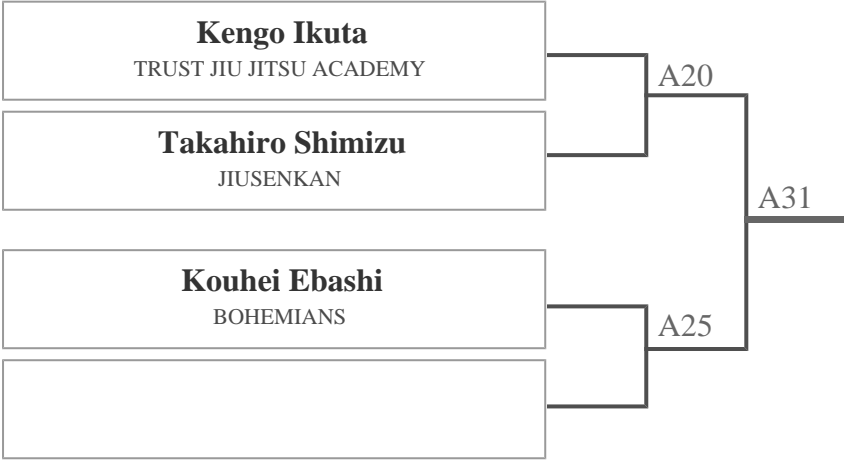 Kengo Ikuta
TRUST JIU JITSU ACADEMY
A20
Takahiro Shimizu
JIUSENKAN
A31
Kouhei Ebashi
BOHEMIANS
A25